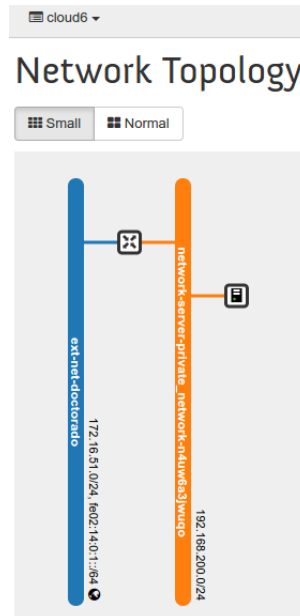 cloud6
Network Topology
Small
Normal
ext-net-doctorado
172.16.51.0/24, fe02:14:0:1::/64
network-server-private_network-n4uw6a3jwuqo
192.168.200.0/24